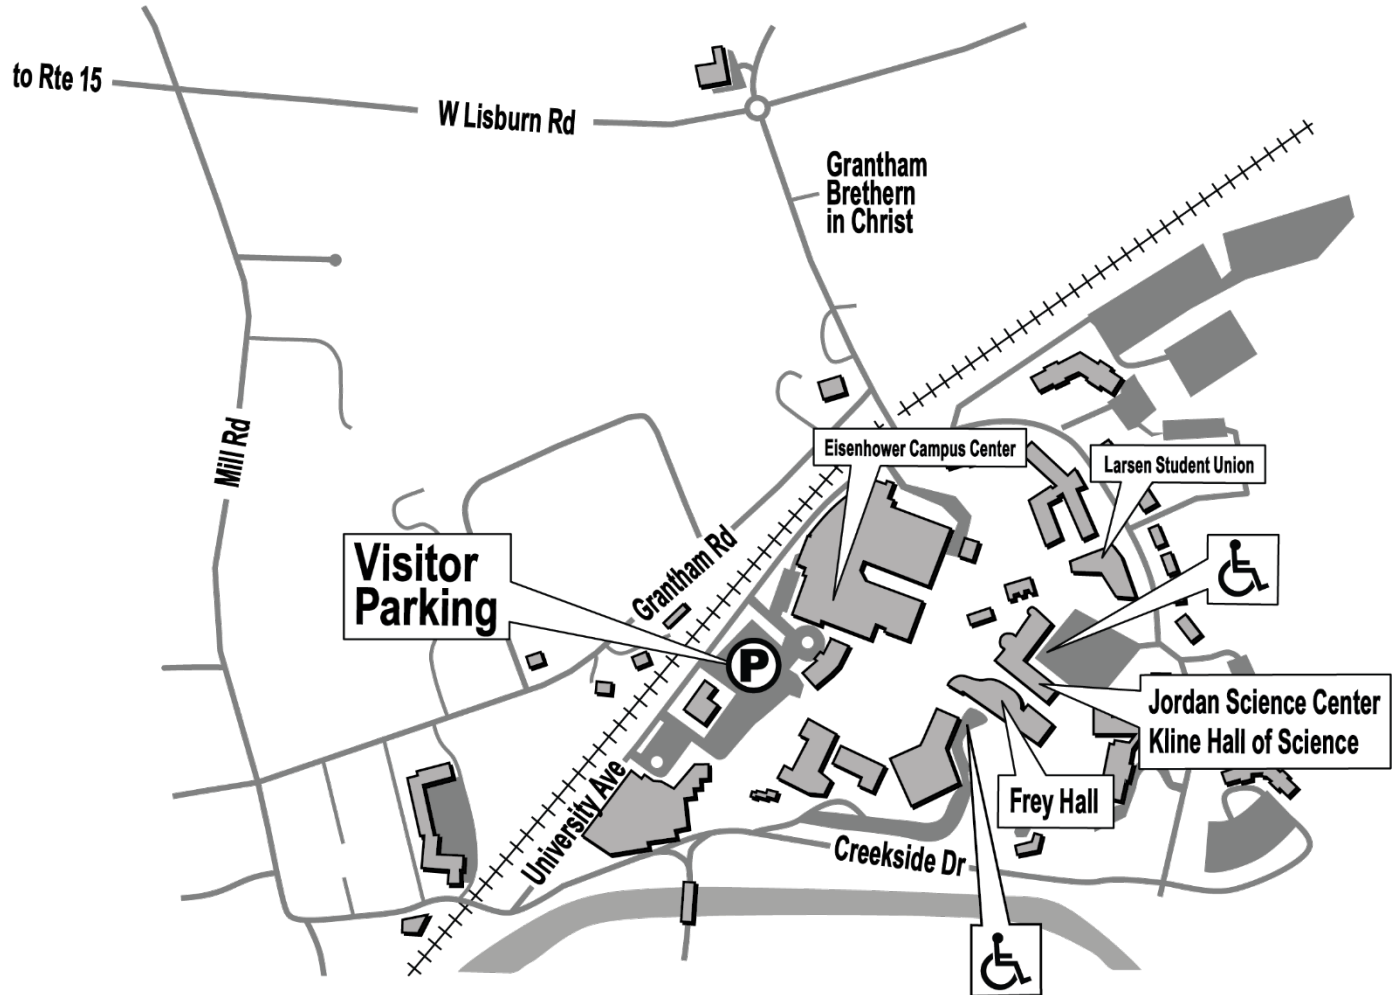 to Rte 15
W Lisburn Rd
Grantham
Brethern
in Christ
Mill Rd
Eisenhower Campus Center
Larsen Student Union
Visitor
Parking
Grantham Rd
P
Jordan Science Center
Kline Hall of Science
Frey Hall
University Ave
Creekside Dr